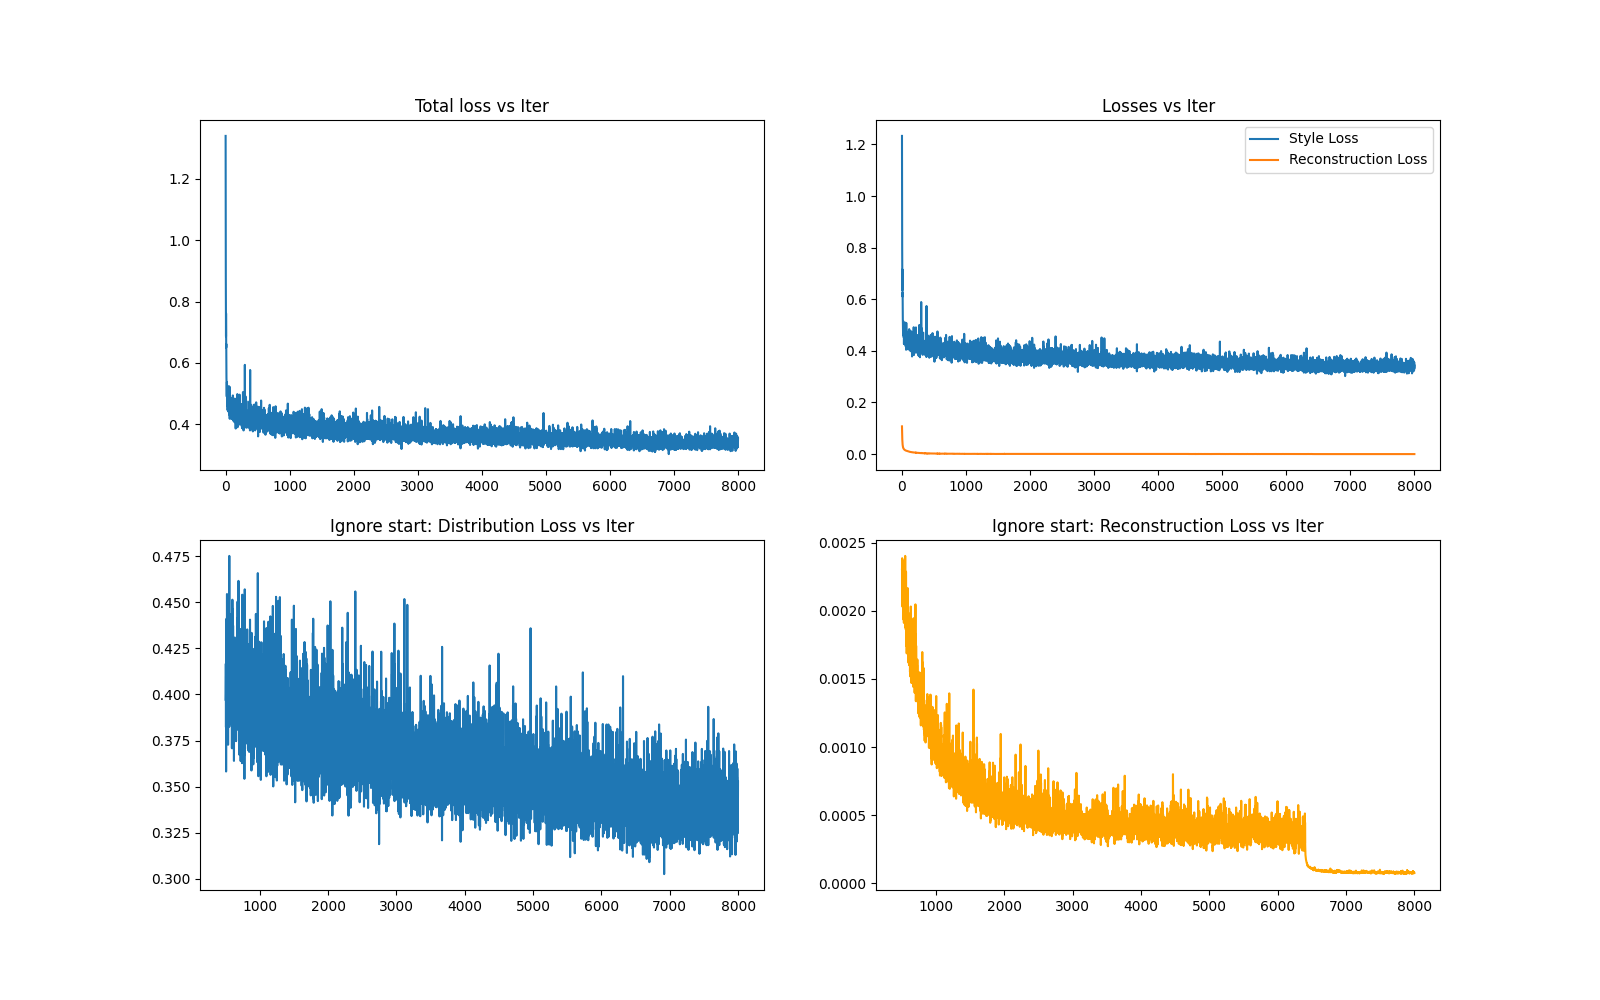 Total loss vs Iter
1.2
1.0
0.8
0.6
0.4
0 1000 2000 3000 4000 5000 6000 7000 8000
Losses vs Iter
Style Loss
Reconstruction Loss
1.2
1.0
0.8
0.6
0.4
0.2
0.0
0 1000 2000 3000 4000 5000 6000 7000 8000
Ignore start: Distribution Loss vs Iter
0.475
0.450
0.425
0.400
0.375
0.350
0.325
0.300
1000 2000 3000 4000 5000 6000 7000 8000
Ignore start: Reconstruction Loss vs Iter
0.0025
0.0020
0.0015
0.0010
0.0005
0.0000
1000 2000 3000 4000 5000 6000 7000 8000